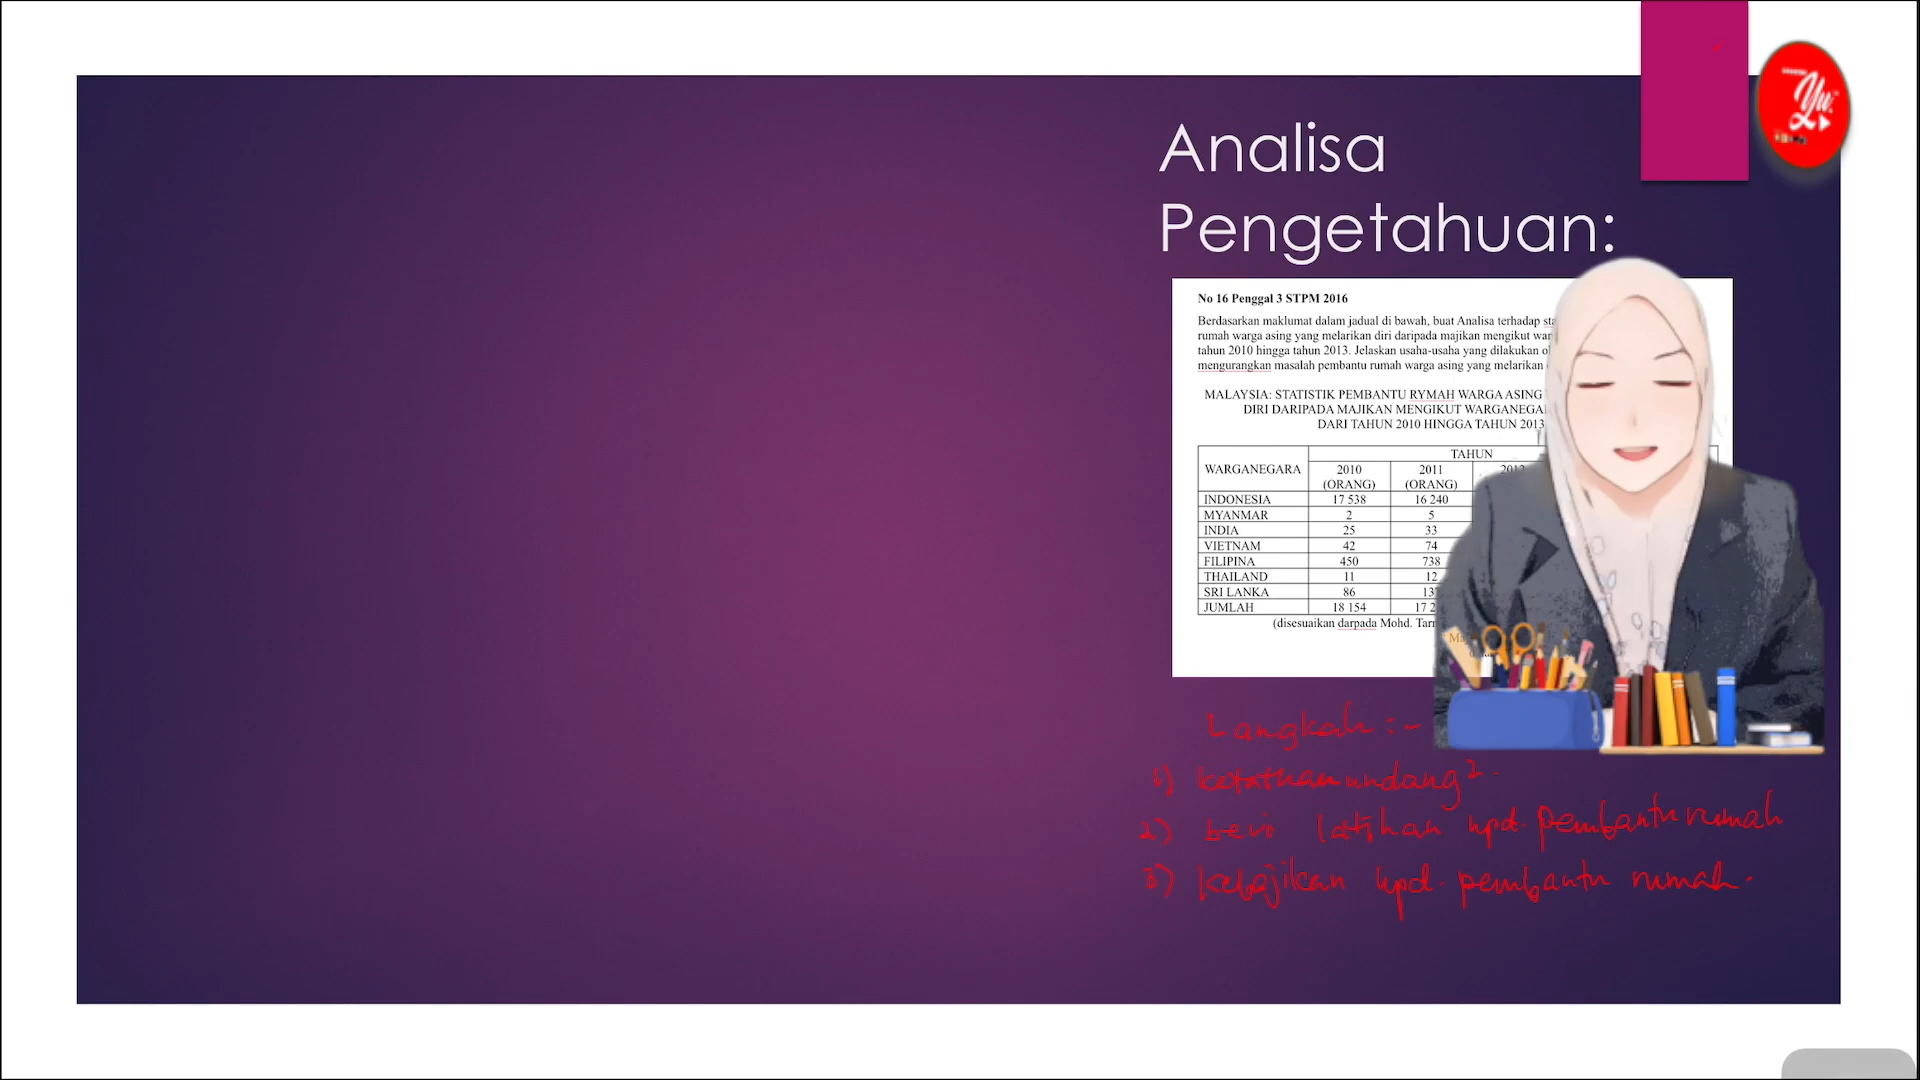 Analisa
Pengetahuan:
No 16 Penggal 3 STPM 2016
Berdasarkan maklumat dalam jadual di bawah, buat Analisa terhadap
rumah warga asing yang melarikan diri daripada majikan mengikut
tahun 2010 hingga tahun 2013. Jelaskan usaha-usaha yang dilakukan
mengurangkan masalah pembantu rumah warga asing yang melarikan
MALAYSIA: STATISTIK PEMBANTU RYMAH WARGA ASING
DIRI DARIPADA MAJIKAN MENGIKUT
DARI TAHUN 2010 HINGGA TAHUN 2013
WARGANEGARA TAHUN
2010 2011
(ORANG) (ORANG)
INDONESIA 17 538 16 240
MYANMAR 2 5
INDIA 25 33
VIETNAM 42 74
FILIPINA 450 738
THAILAND 11 12
SRI LANKA 86
JUMLAH 18 154
(disesuaikan darpada Mohd.
Yu
Langkah :-
1) ketatkan undang2.
2) beri latihan kpd. pembantu rumah
3) Kebajikan kpd. pembantu rumah.